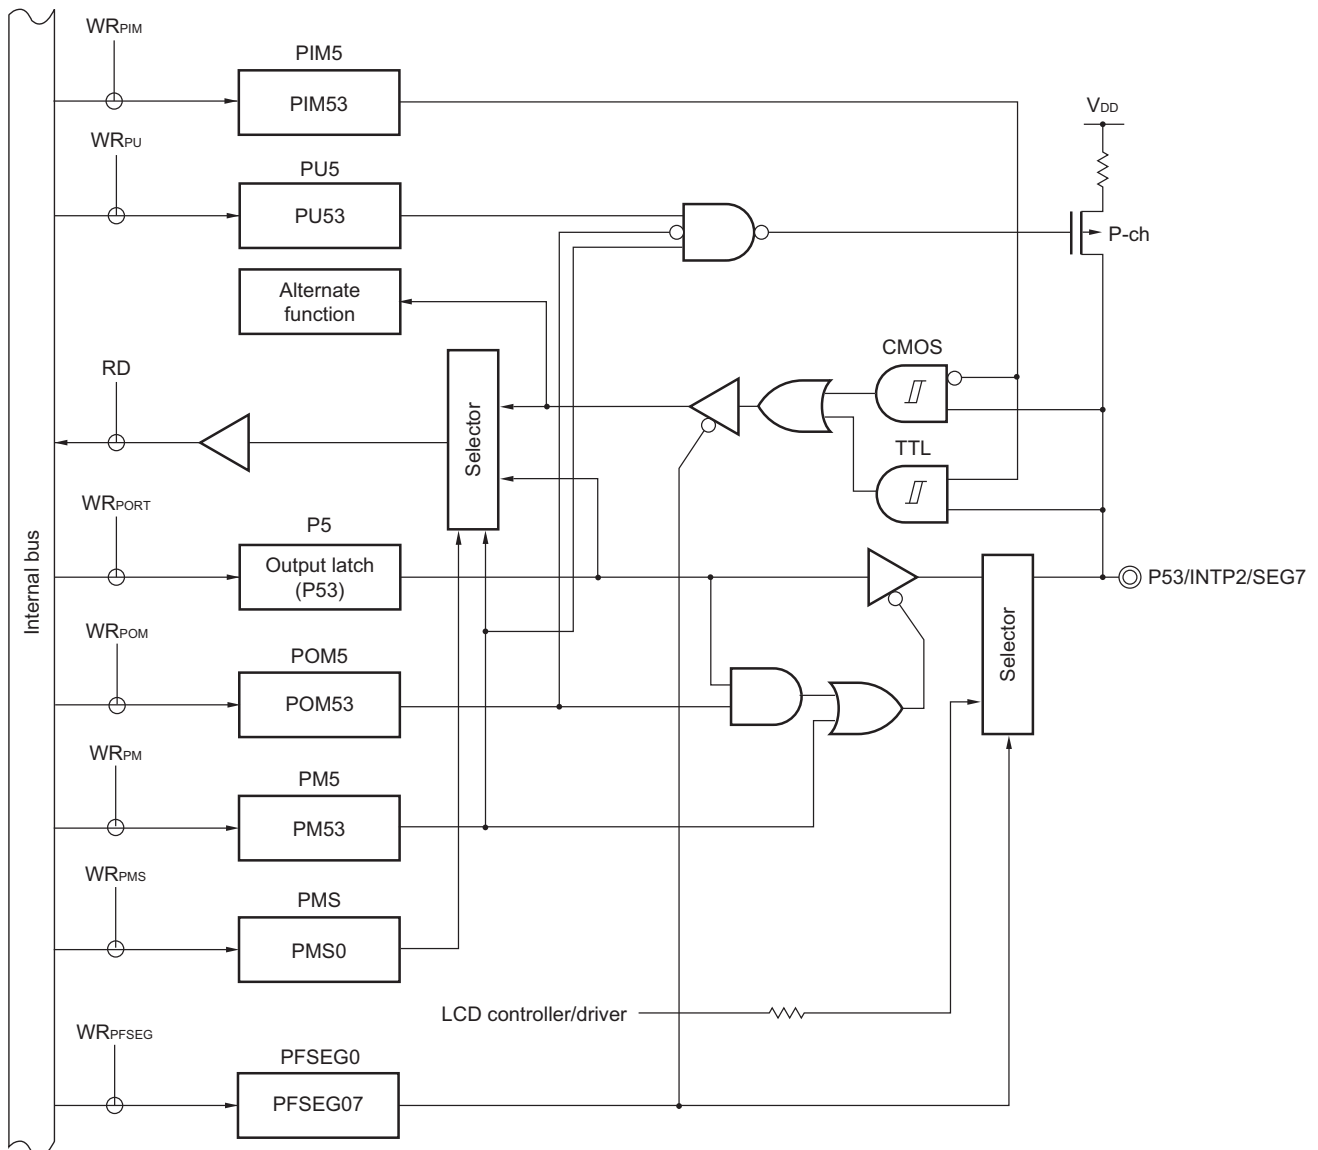 WRPIM
PIM5
PIM53
VDD
WRPU
PU5
PU53
P-ch
Alternate
function
RD
CMOS
Selector
TTL
WRPORT
P5
Output latch
(P53)
P53/INTP2/SEG7
Internal bus
Selector
WRPOM
POM5
POM53
WRPM
PM5
PM53
WRPMS
PMS
PMS0
LCD controller/driver
WRPFSEG
PFSEG0
PFSEG07